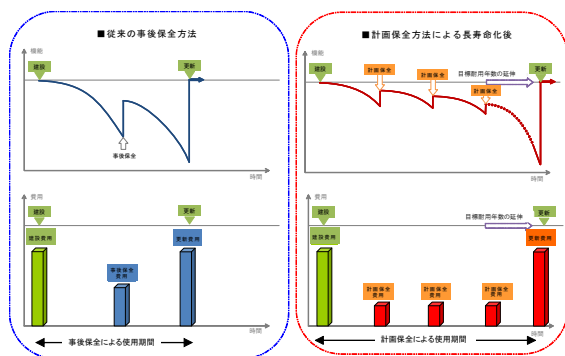 ■従来の事後保全方法
機能
建設
更新
事後保全
時間
費用
建設
更新
建設費用
事後保全
費用
更新費用
時間
事後保全による使用期間
■計画保全方法による長寿命化後
機能
建設
計画保全
計画保全
計画保全
目標耐用年数の延伸
更新
時間
費用
建設
目標耐用年数の延伸
更新
建設費用
計画保全
費用
計画保全
費用
計画保全
費用
更新費用
時間
計画保全による使用期間